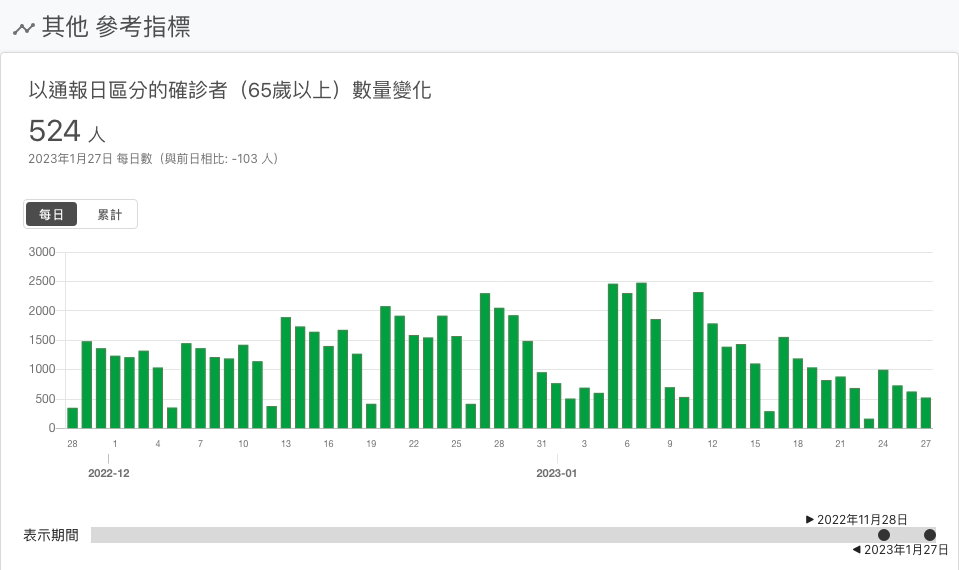 其他 參考指標
以通報日區分的確診者（65歲以上）數量變化
524 人
2023年1月27日 每日數（與前日相比: -103 人）
每日 累計
3000
2500
2000
1500
1000
500
0
28 1 4 7 10 13 16 19 22 25 28 31 3 6 9 12 15 18 21 24 27
2022-12 2023-01
▶ 2022年11月28日
表示期間
◀ 2023年1月27日